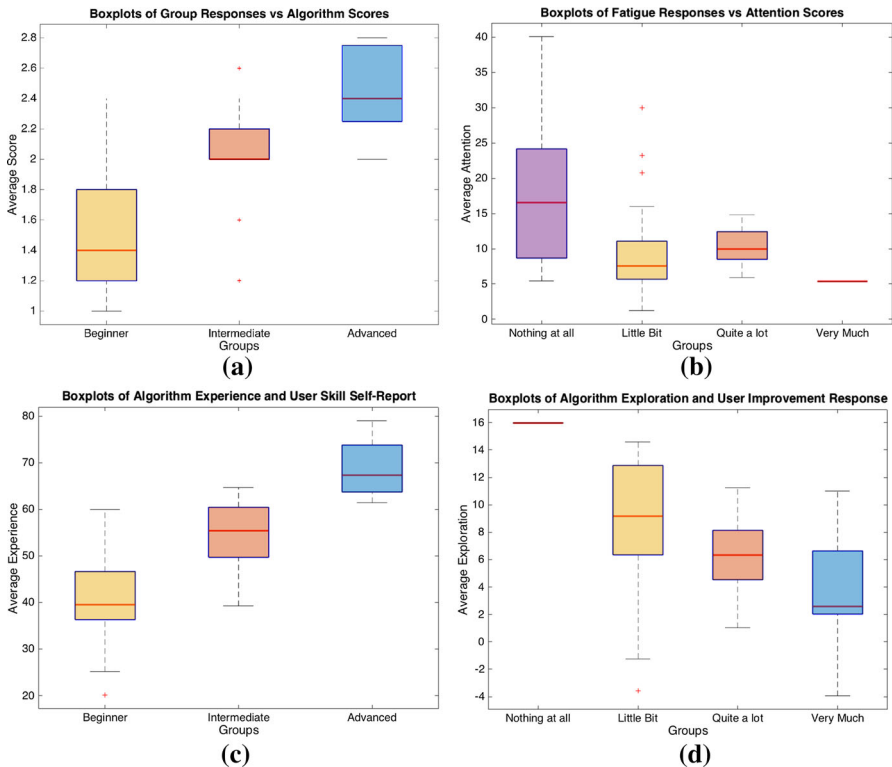 Boxplots of Group Responses vs Algorithm Scores
2.8
2.6
2.4
2.2
2
1.8
1.6
1.4
1.2
1
Average Score
Beginner Intermediate Advanced
Groups
(a)
Boxplots of Fatigue Responses vs Attention Scores
40
35
30
25
20
15
10
5
0
Average Attention
Nothing at all Little Bit Quite a lot Very Much
Groups
(b)
Boxplots of Algorithm Experience and User Skill Self-Report
80
70
60
50
40
30
20
Average Experience
Beginner Intermediate Advanced
Groups
(c)
Boxplots of Algorithm Exploration and User Improvement Response
16
14
12
10
8
6
4
2
0
-2
-4
Average Exploration
Nothing at all Little Bit Quite a lot Very Much
Groups
(d)